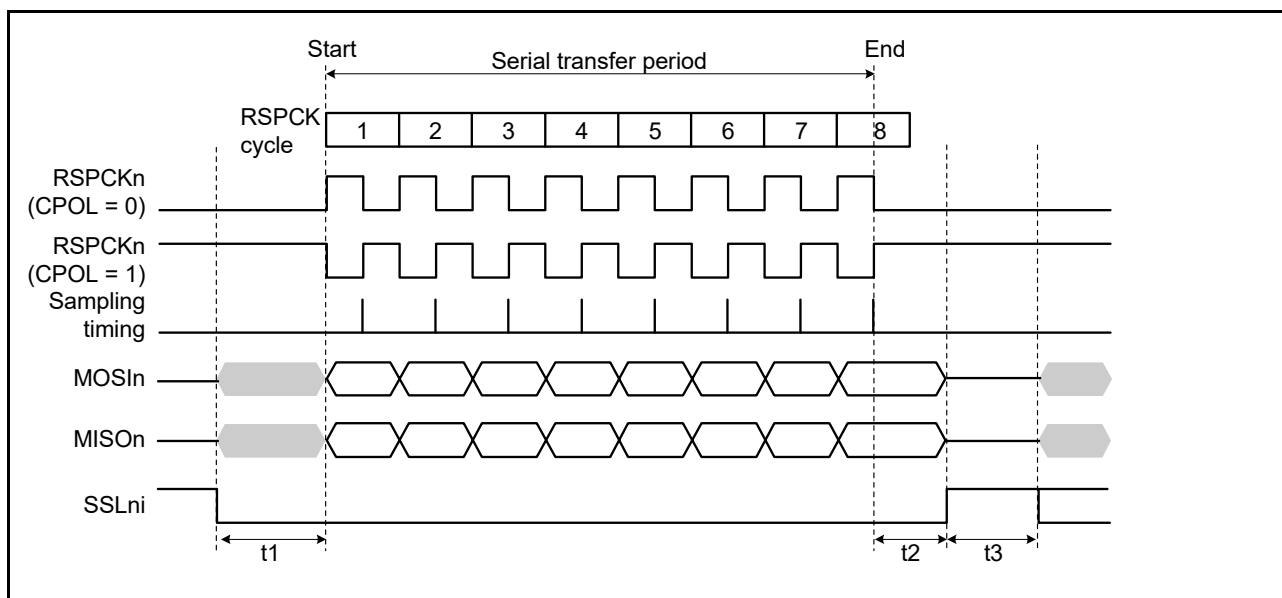 Start
End
Serial transfer period
RSPCK
cycle
1 2 3 4 5 6 7 8
RSPCKn
(CPOL = 0)
RSPCKn
(CPOL = 1)
Sampling
timing
MOSIn
MISOn
SSLni
t1
t2
t3